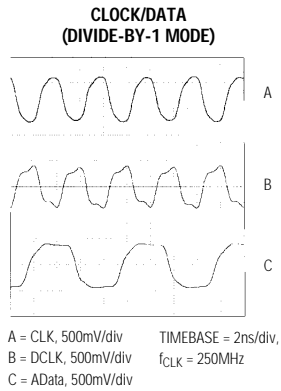 CLOCK/DATA
(DIVIDE-BY-1 MODE)
A
B
C
A = CLK, 500mV/div
B = DCLK, 500mV/div
C = AData, 500mV/div
TIMEBASE = 2ns/div,
fCLK = 250MHz